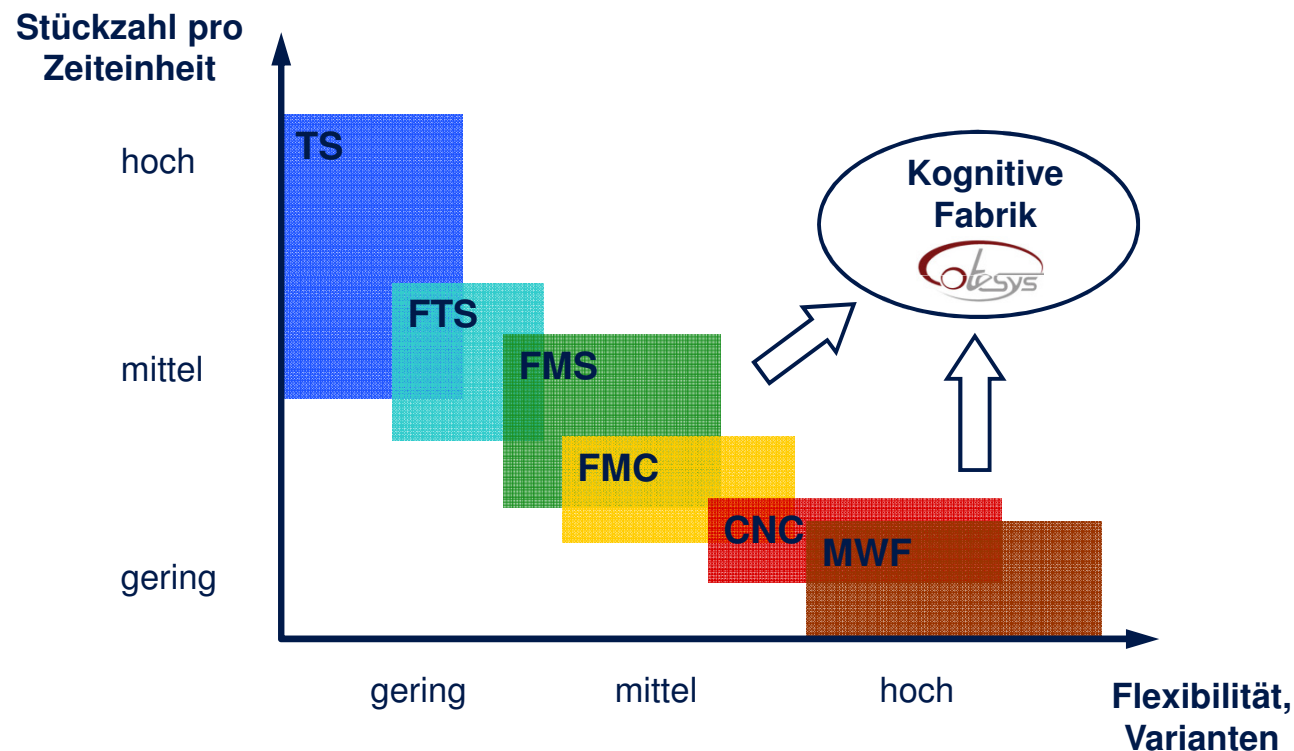 Stückzahl pro
Zeiteinheit
hoch
TS
Kognitive
Fabrik
Cotesys
FTS
mittel
FMS
FMC
CNC
MWF
gering
gering mittel hoch
Flexibilität,
Varianten